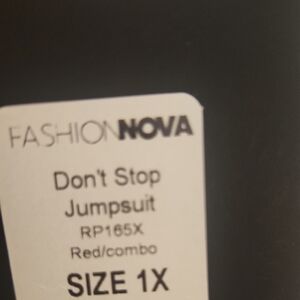 FASHIONNOVA
Don't Stop
Jumpsuit
RP165X
Red/combo
SIZE 1X